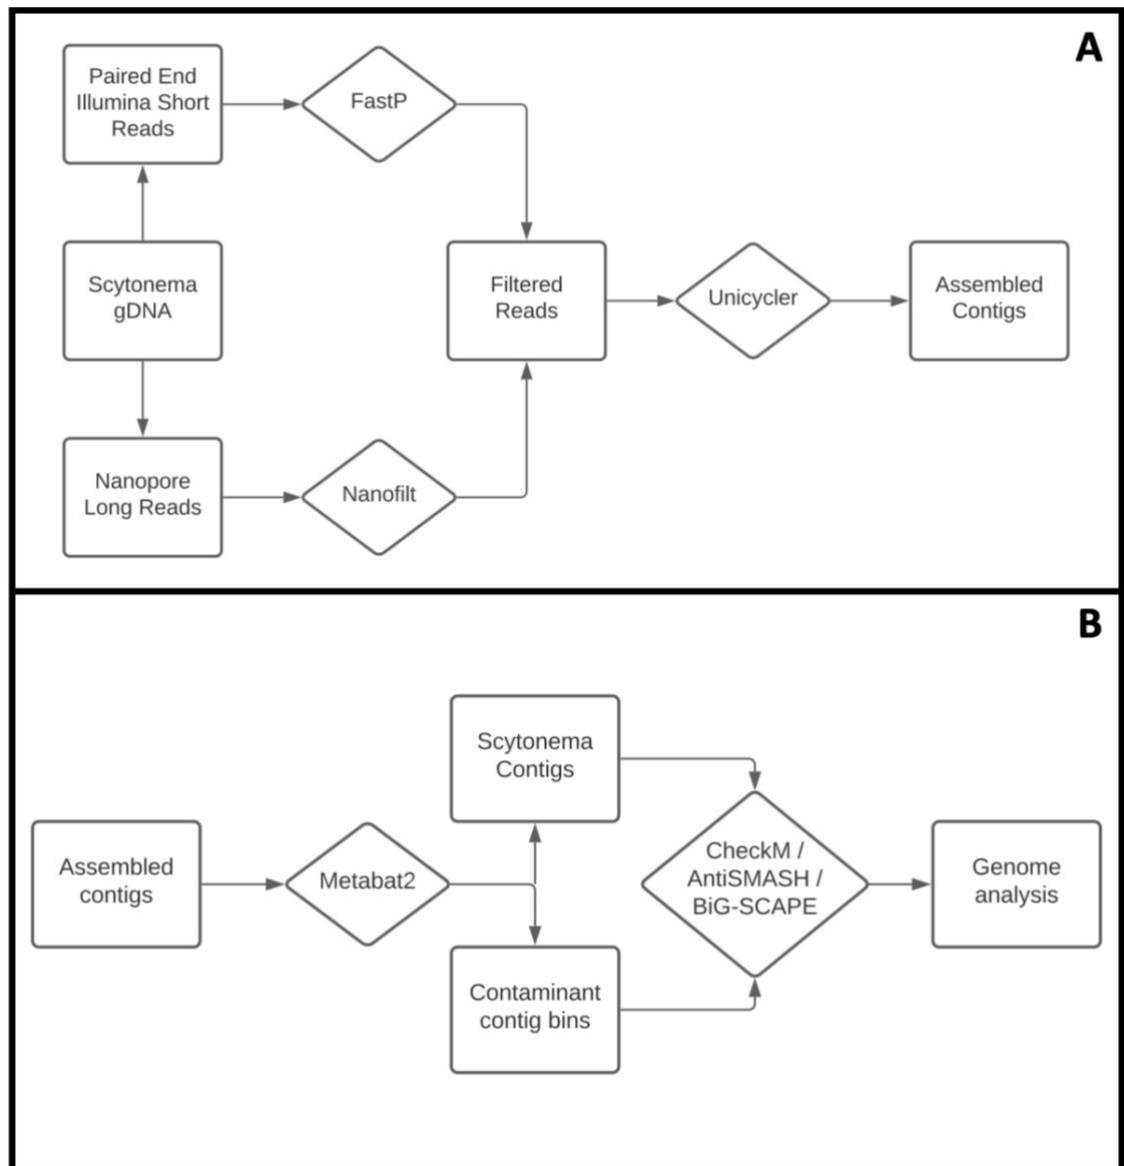 A
Paired End
Illumina Short
Reads
FastP
Scytonema
gDNA
Filtered
Reads
Unicycler
Assembled
Contigs
Nanopore
Long Reads
Nanofilt
B
Scytonema
Contigs
Assembled
contigs
Metabat2
CheckM /
AntiSMASH /
BiG-SCAPE
Genome
analysis
Contaminant
contig bins